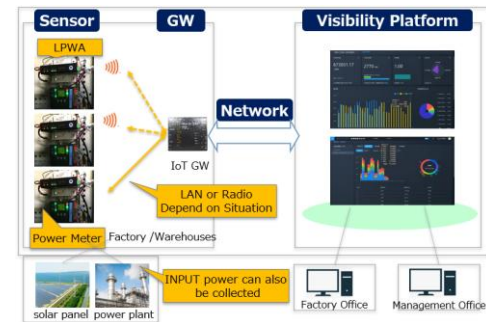 Sensor
GW
Visibility Platform
LPWA
Network
IoT GW
LAN or Radio
Depend on Situation
Power Meter
Factory /Warehouses
INPUT power can also
be collected
solar panel
power plant
Factory Office
Management Office